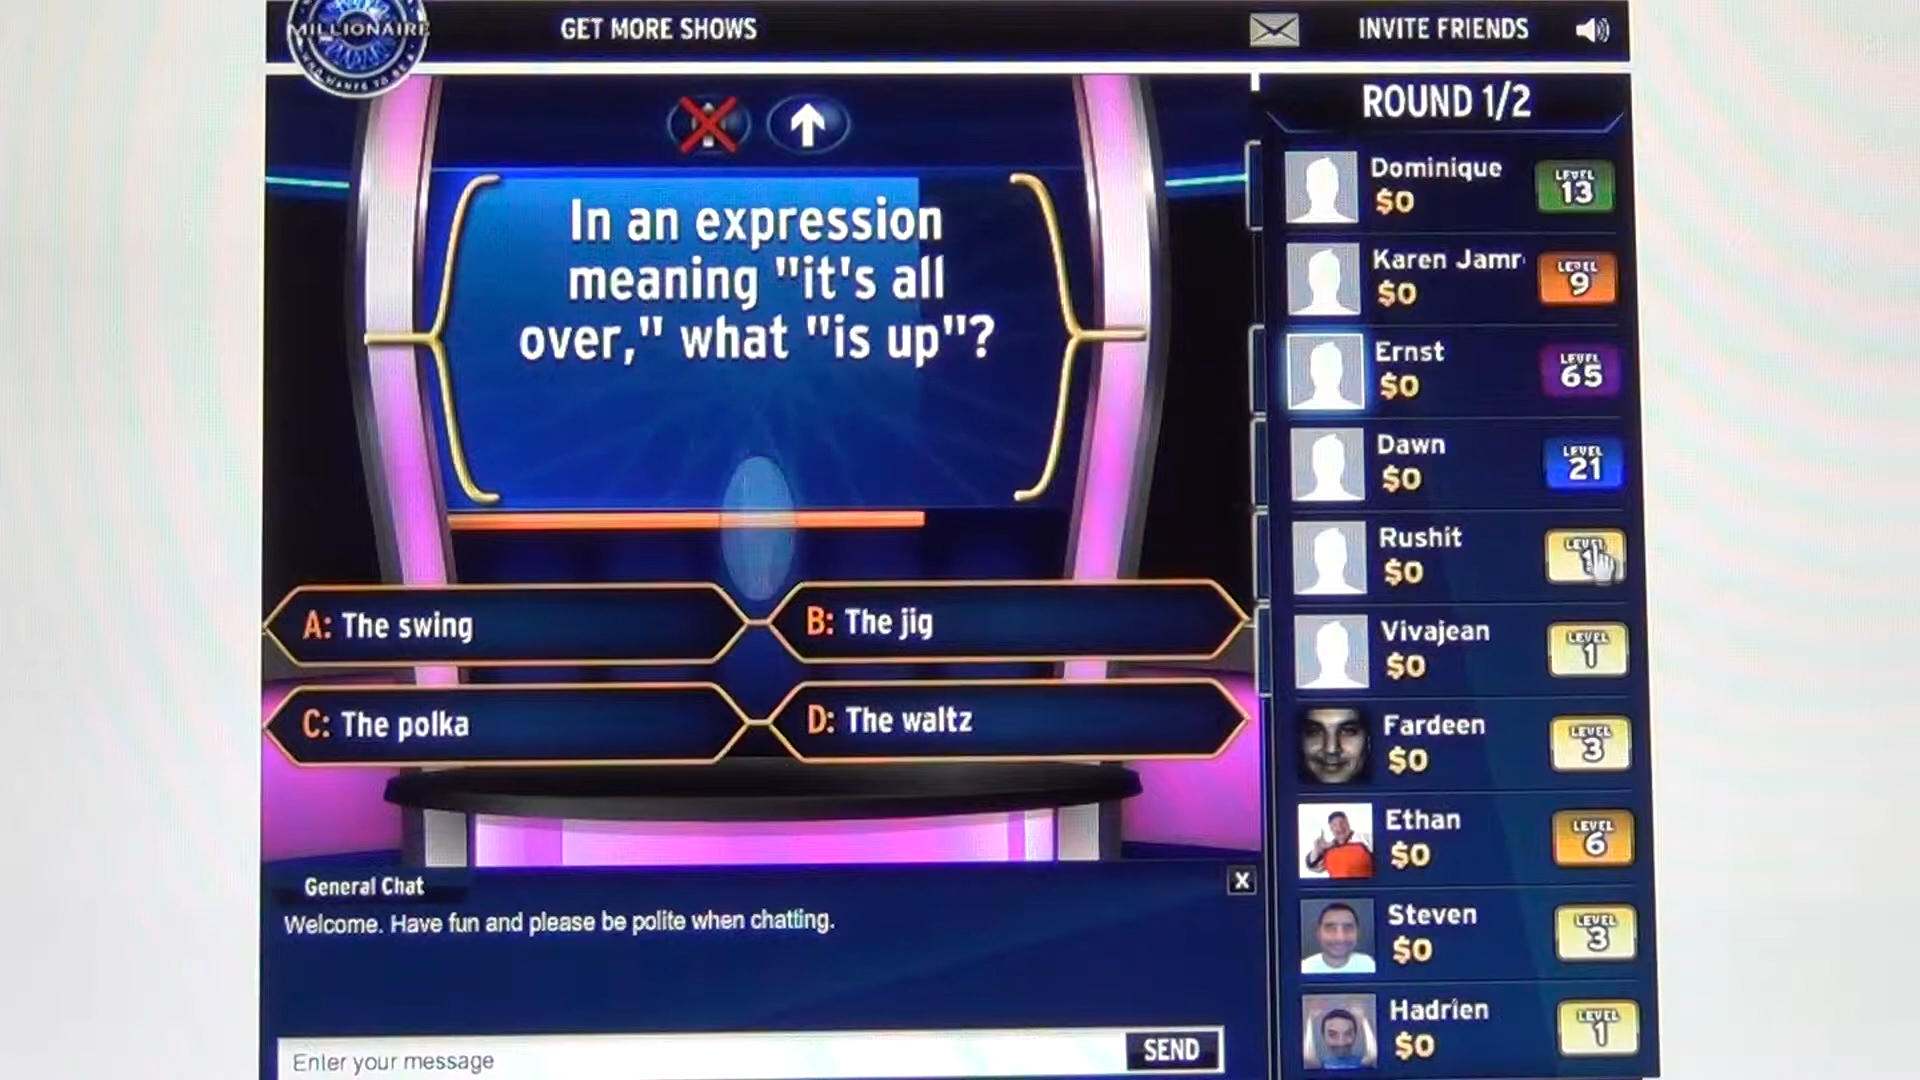 MILLIONAIRE
WHO WANTS TO BE A
GET MORE SHOWS
INVITE FRIENDS
In an expression
meaning "it's all
over," what "is up"?
A: The swing
B: The jig
C: The polka
D: The waltz
General Chat
X
Welcome. Have fun and please be polite when chatting.
Enter your message
SEND
ROUND 1/2
Dominique
$0
LEVEL
13
Karen Jamr
$0
LEVEL
9
Ernst
$0
LEVEL
65
Dawn
$0
LEVEL
21
Rushit
$0
LEVEL
Vivajean
$0
LEVEL
1
Fardeen
$0
LEVEL
3
Ethan
$0
LEVEL
6
Steven
$0
LEVEL
3
Hadrien
$0
LEVEL
1